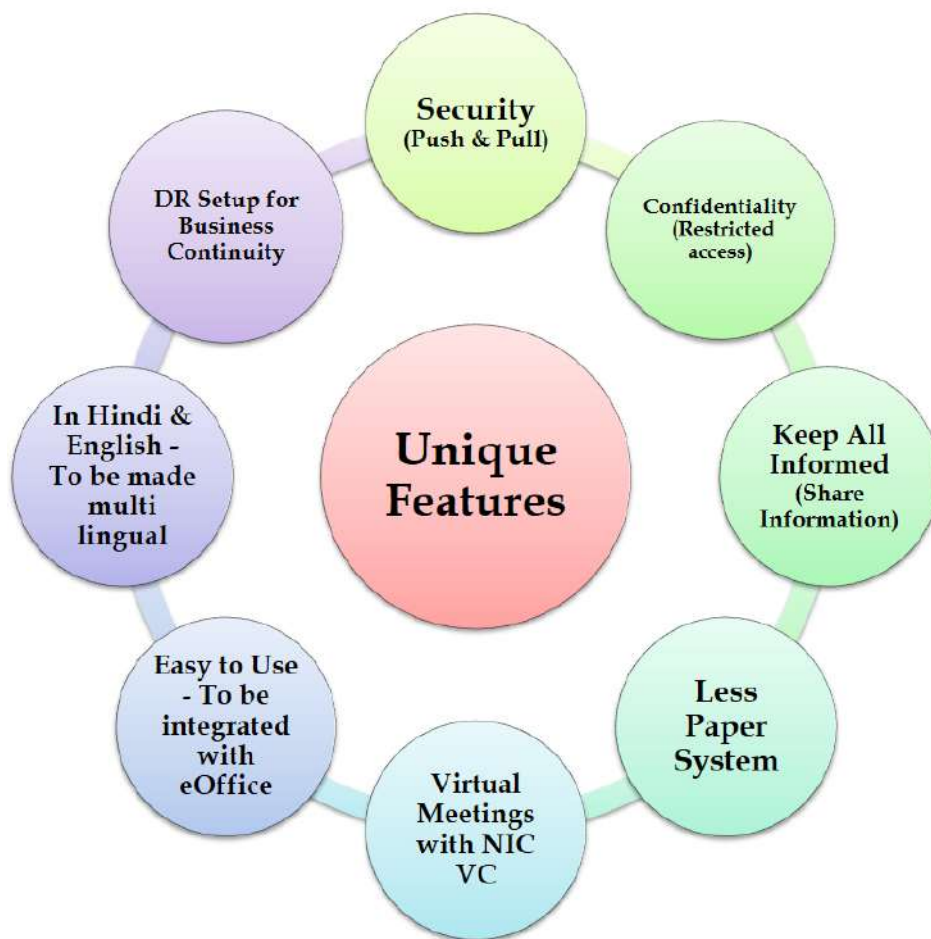 Security
(Push & Pull)
Confidentiality
(Restricted
access)
Keep All
Informed
(Share
Information)
Less
Paper
System
Virtual
Meetings
with NIC
VC
Easy to Use
- To be
integrated
with
eOffice
In Hindi &
English -
To be made
multi
lingual
DR Setup for
Business
Continuity
Unique
Features